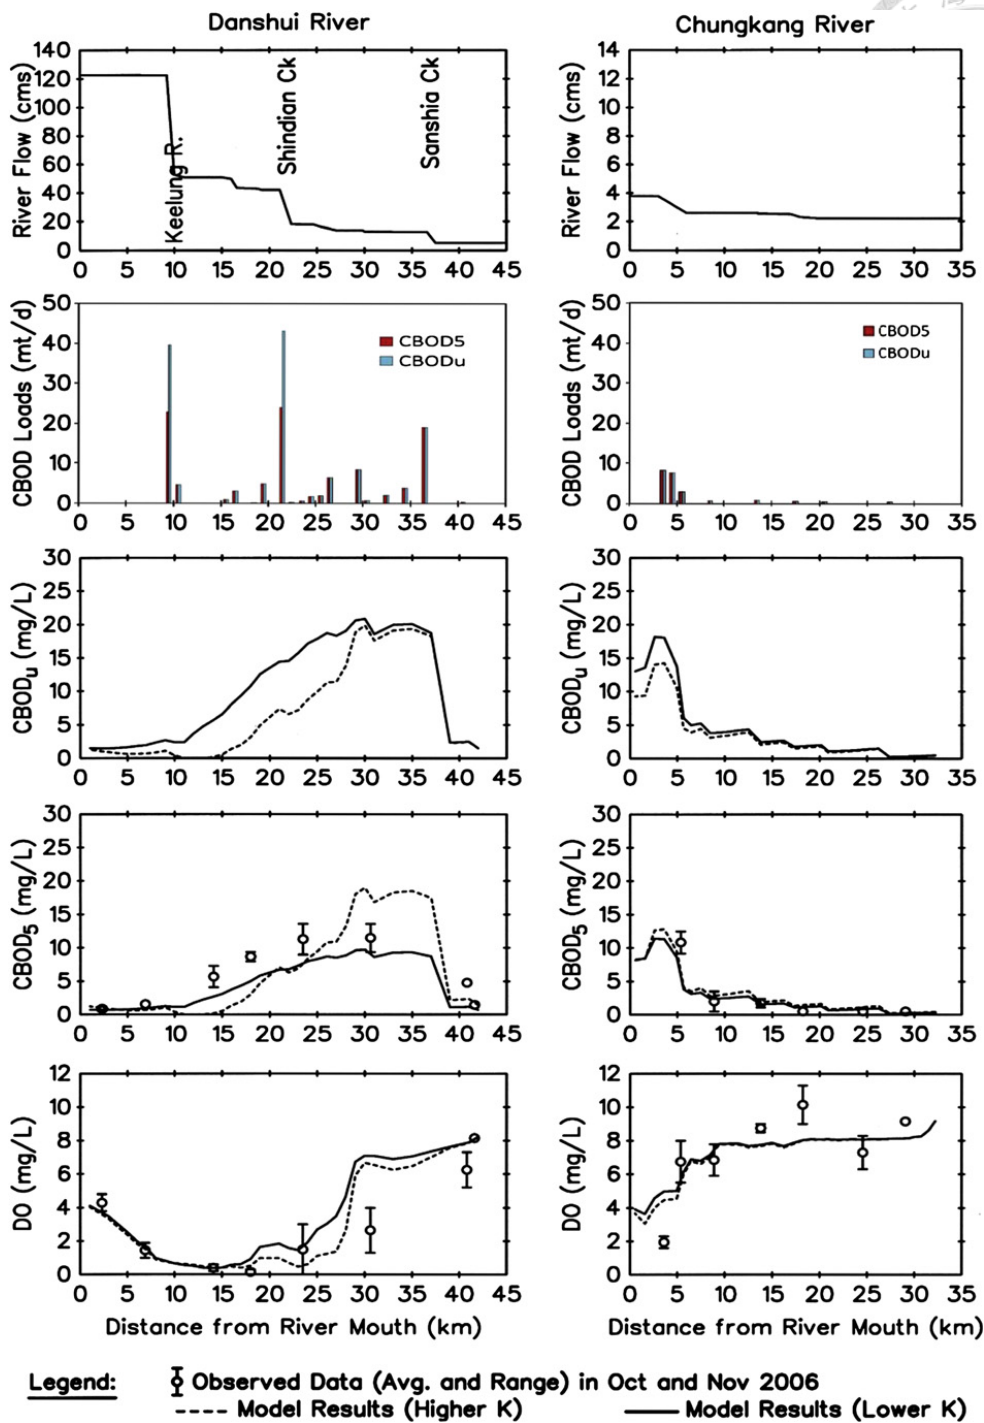 Danshui River
Chungkang River
River Flow (cms)
140
120
100
80
60
40
20
0
Keelung R.
Shindian Ck
Sanshia Ck
0 5 10 15 20 25 30 35 40 45
River Flow (cms)
14
12
10
8
6
4
2
0
0 5 10 15 20 25 30 35
CBOD Loads (mt/d)
50
40
30
20
10
0
CBOD5
CBODu
0 5 10 15 20 25 30 35 40 45
CBOD Loads (mt/d)
50
40
30
20
10
0
CBOD5
CBODu
0 5 10 15 20 25 30 35
CBODu (mg/L)
30
25
20
15
10
5
0
0 5 10 15 20 25 30 35 40 45
CBODu (mg/L)
30
25
20
15
10
5
0
0 5 10 15 20 25 30 35
CBOD5 (mg/L)
30
25
20
15
10
5
0
0 5 10 15 20 25 30 35 40 45
CBOD5 (mg/L)
30
25
20
15
10
5
0
0 5 10 15 20 25 30 35
DO (mg/L)
12
10
8
6
4
2
0
0 5 10 15 20 25 30 35 40 45
Distance from River Mouth (km)
DO (mg/L)
12
10
8
6
4
2
0
0 5 10 15 20 25 30 35
Distance from River Mouth (km)
Legend:
Observed Data (Avg. and Range) in Oct and Nov 2006
Model Results (Higher K)
Model Results (Lower K)